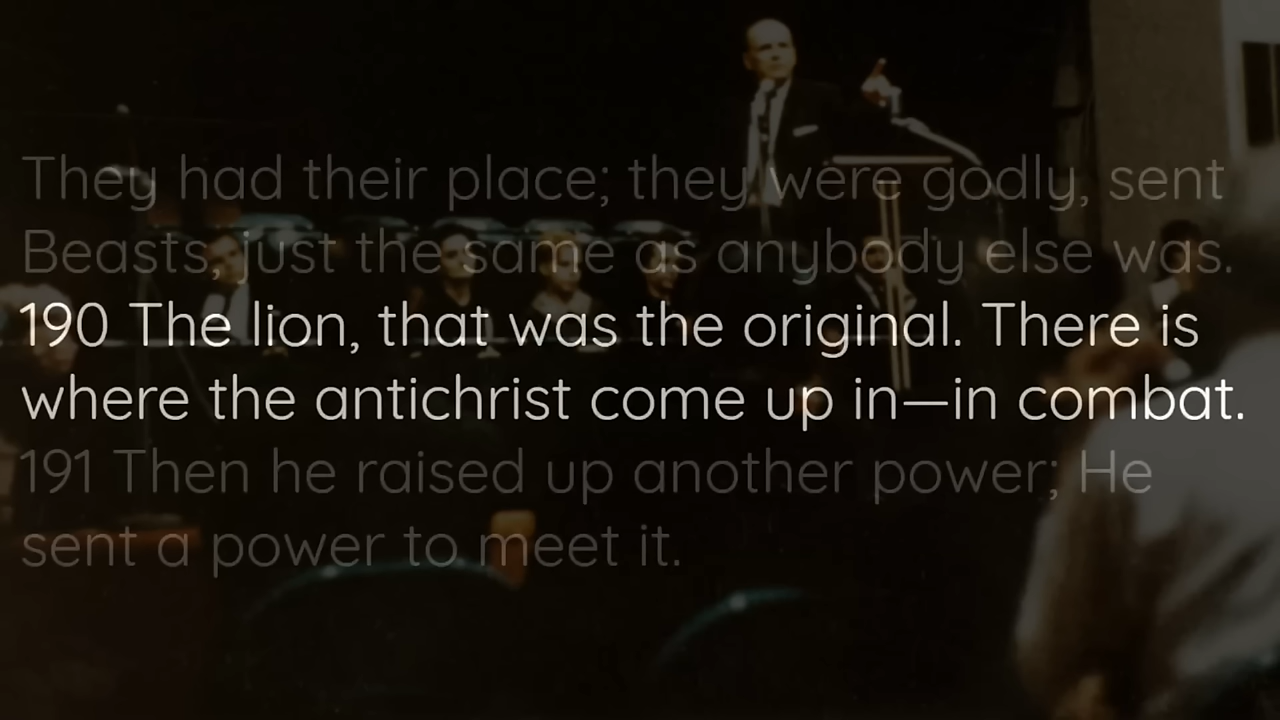 They had their place; they were godly, sent
Beasts, just the same as anybody else was.
190 The lion, that was the original. There is
where the antichrist come up in—in combat.
191 Then he raised up another power; He
sent a power to meet it.